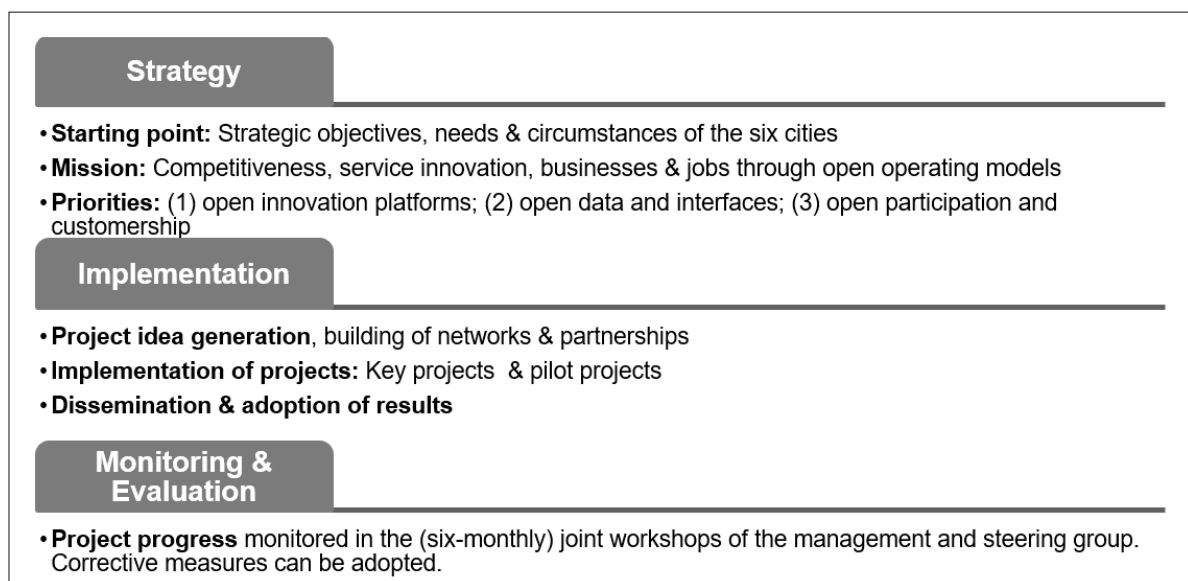 Strategy
• Starting point: Strategic objectives, needs & circumstances of the six cities
• Mission: Competitiveness, service innovation, businesses & jobs through open operating models
• Priorities: (1) open innovation platforms; (2) open data and interfaces; (3) open participation and
customership
Implementation
• Project idea generation, building of networks & partnerships
• Implementation of projects: Key projects & pilot projects
• Dissemination & adoption of results
Monitoring &
Evaluation
• Project progress monitored in the (six-monthly) joint workshops of the management and steering group.
Corrective measures can be adopted.